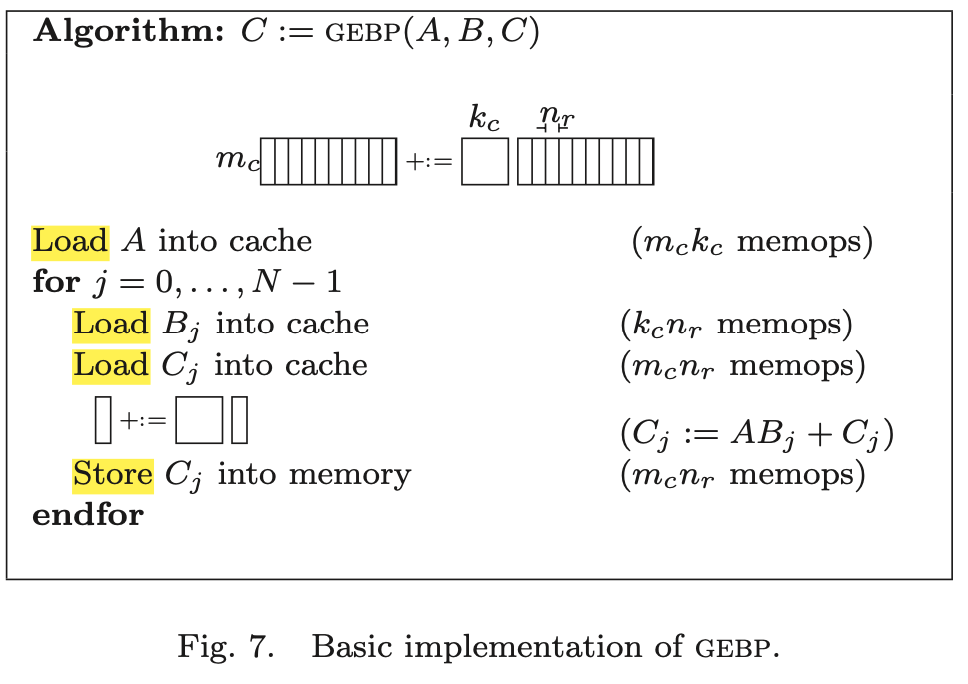 Algorithm: C := GEBP(A, B, C)
k_c n_r
m_c +:=
Load A into cache (m_c k_c memops)
for j = 0, . . . , N − 1
Load B_j into cache (k_c n_r memops)
Load C_j into cache (m_c n_r memops)
+:= (C_j := AB_j + C_j)
Store C_j into memory (m_c n_r memops)
endfor
Fig. 7. Basic implementation of GEBP.